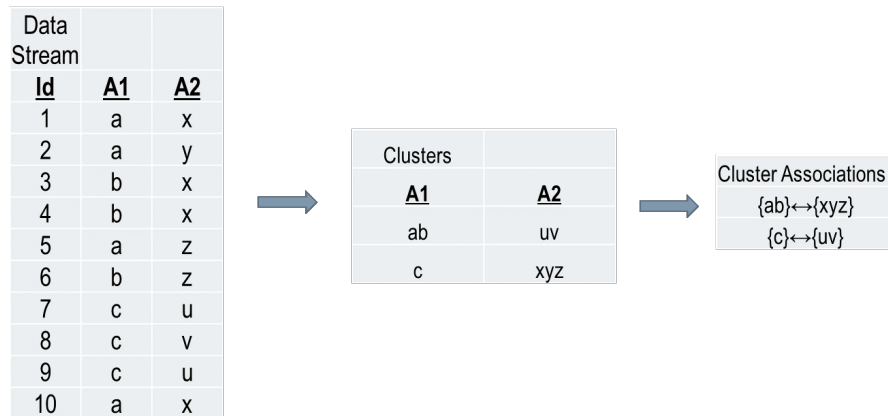 Data
Stream
Id A1 A2
1 a x
2 a y
3 b x
4 b x
5 a z
6 b z
7 c u
8 c v
9 c u
10 a x
Clusters
A1 A2
ab uv
c xyz
Cluster Associations
{ab}↔{xyz}
{c}↔{uv}